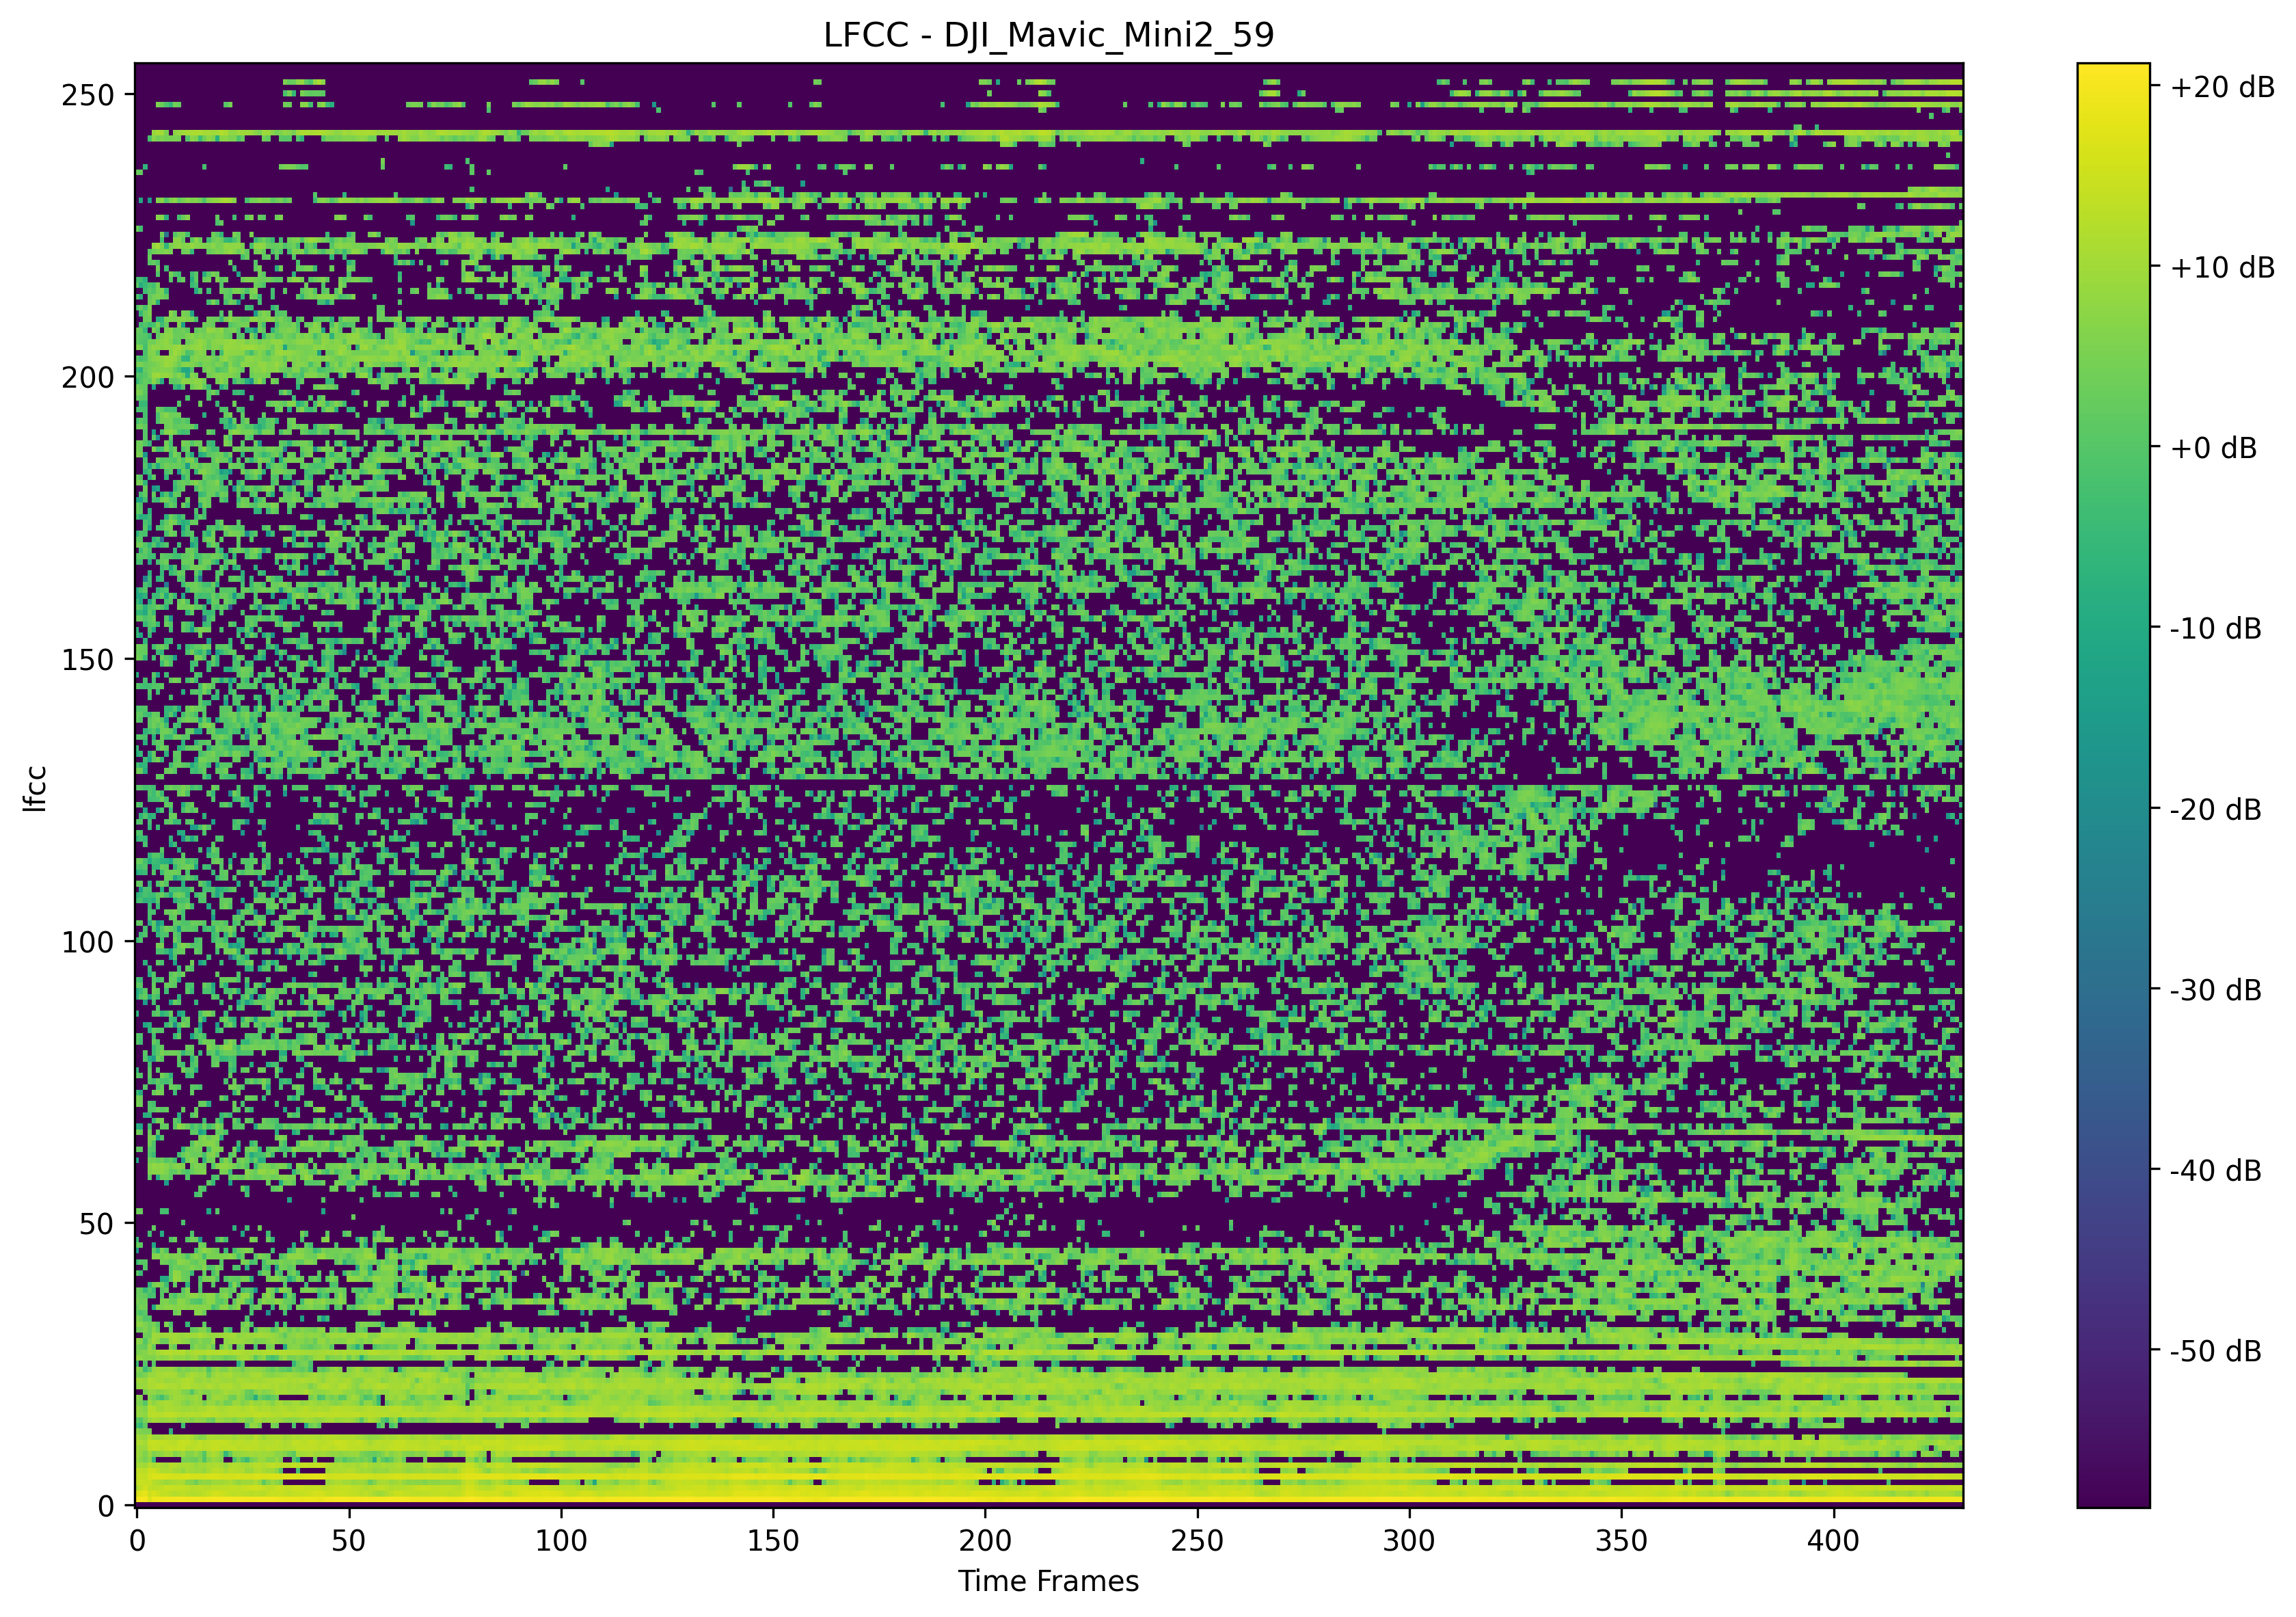 LFCC - DJI_Mavic_Mini2_59
250
200
150
100
50
0
lfcc
0 50 100 150 200 250 300 350 400
Time Frames
+20 dB
+10 dB
+0 dB
-10 dB
-20 dB
-30 dB
-40 dB
-50 dB